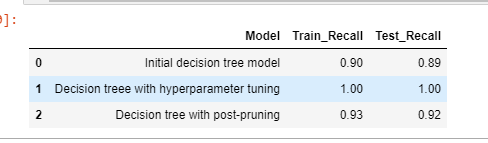 ]:
Model Train_Recall Test_Recall
0 Initial decision tree model 0.90 0.89
1 Decision treee with hyperparameter tuning 1.00 1.00
2 Decision tree with post-pruning 0.93 0.92